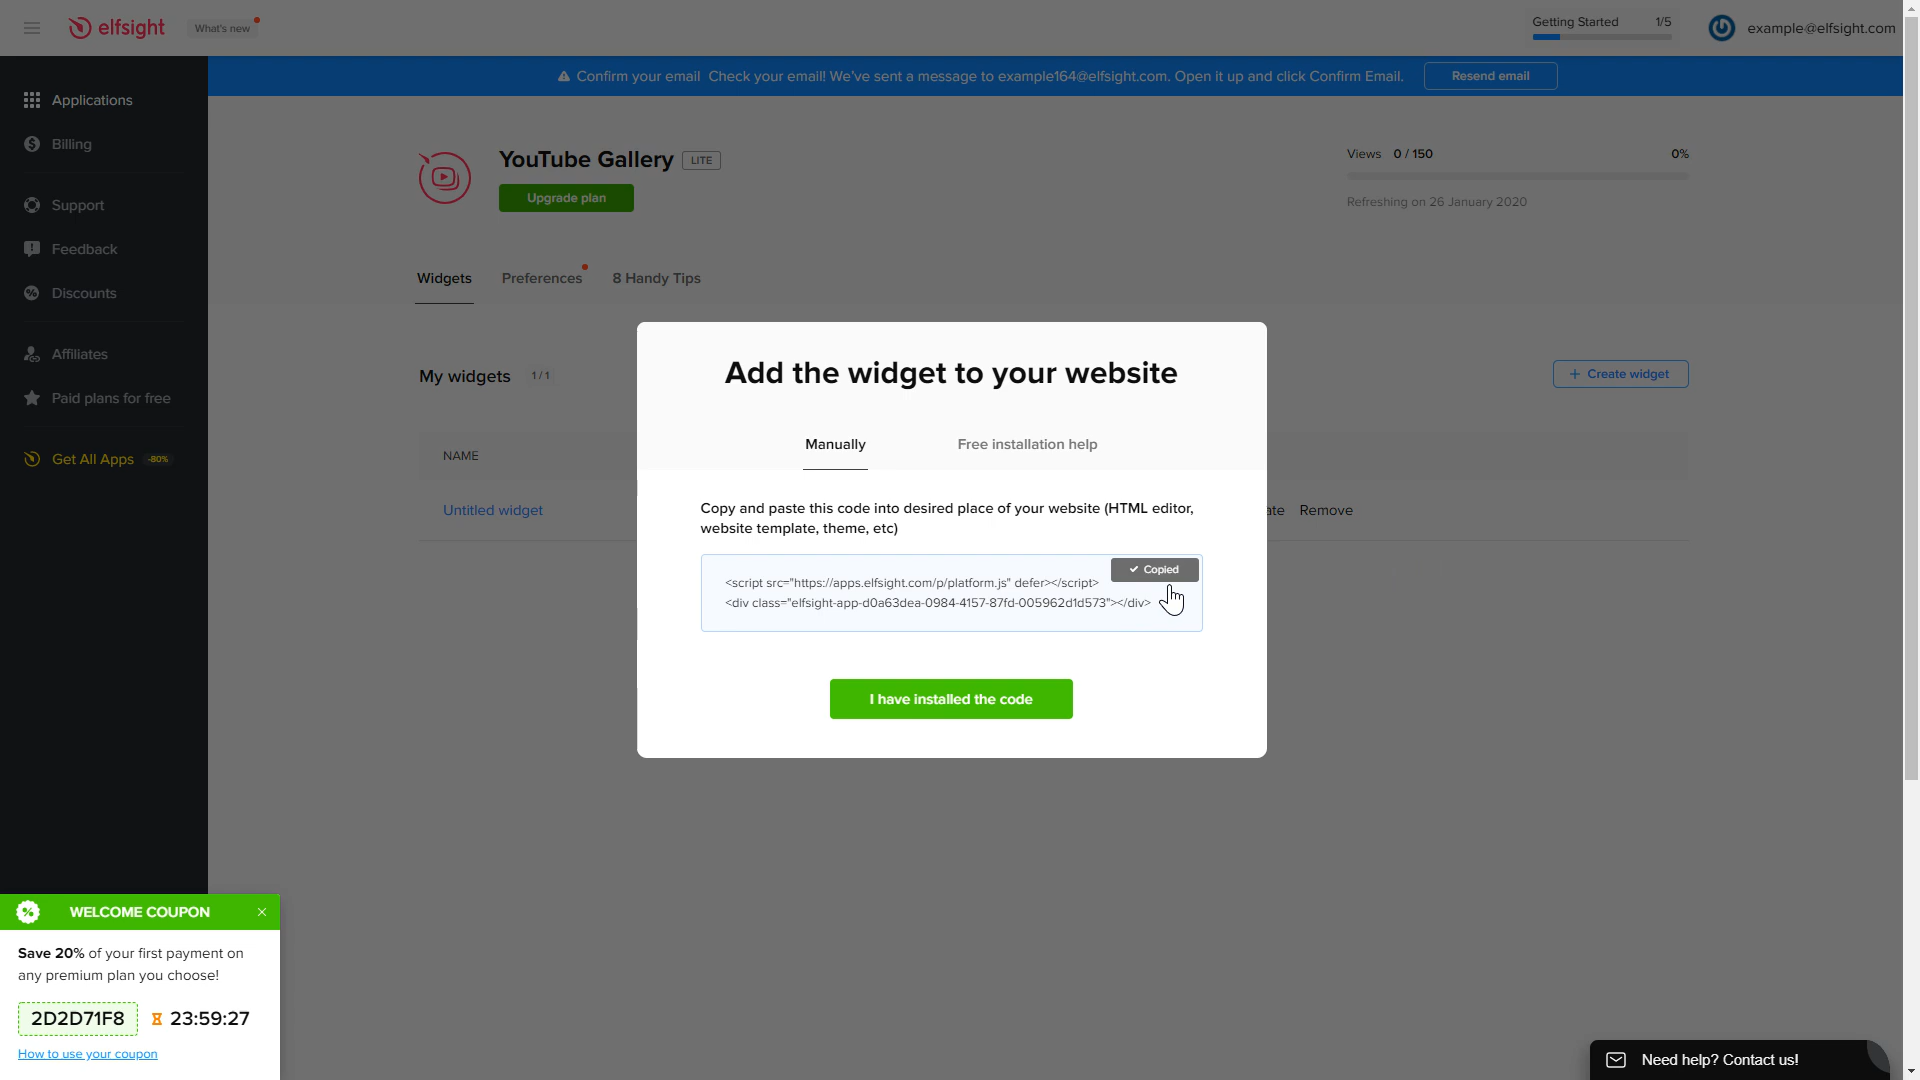 elfsight
What's new
Getting Started 1/5
example@elfsight.com
Confirm your email Check your email! We've sent a message to example164@elfsight.com. Open it up and click Confirm Email.
Resend email
Applications
Billing
Support
Feedback
Discounts
Affiliates
Paid plans for free
Get All Apps -80%
YouTube Gallery LITE
Upgrade plan
Views 0 / 150 0%
Refreshing on 26 January 2020
Widgets Preferences 8 Handy Tips
My widgets 1 / 1
+ Create widget
NAME
Untitled widget
ate Remove
Add the widget to your website
Manually Free installation help
Copy and paste this code into desired place of your website (HTML editor,
website template, theme, etc)
Copied
<script src="https://apps.elfsight.com/p/platform.js" defer></script>
<div class="elfsight-app-d0a63dea-0984-4157-87fd-005962d1d573"></div>
I have installed the code
WELCOME COUPON
Save 20% of your first payment on
any premium plan you choose!
2D2D71F8 23:59:27
How to use your coupon
Need help? Contact us!